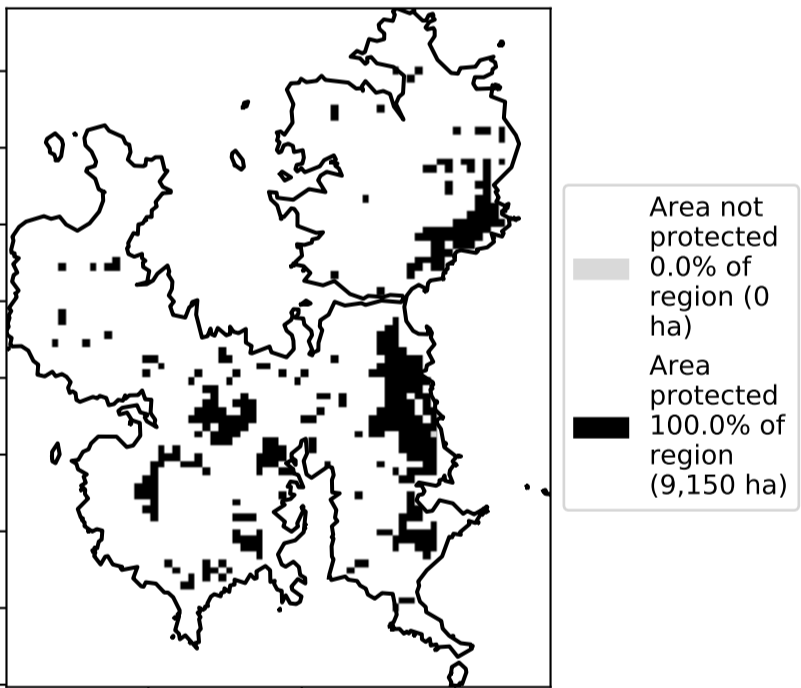 Area not
protected
0.0% of
region (0
ha)
Area
protected
100.0% of
region
(9,150 ha)